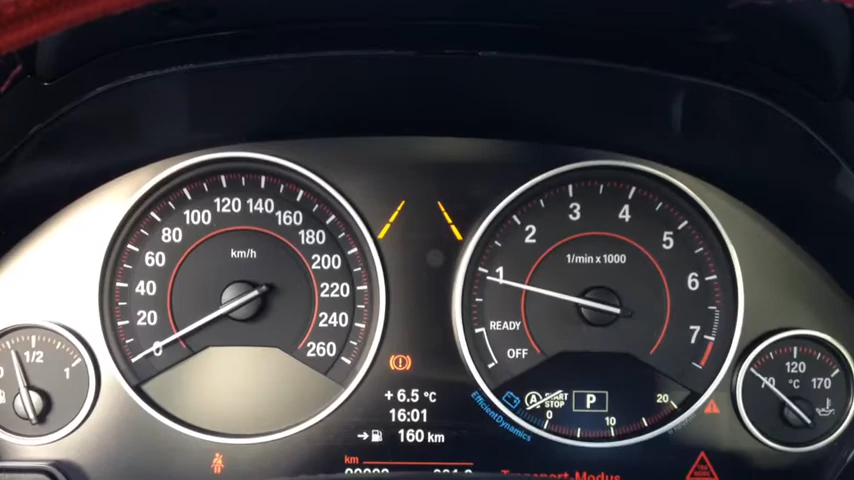 km/h
0
20
40
60
80
100
120
140
160
180
200
220
240
260
1/min x 1000
1
2
3
4
5
6
7
READY
OFF
0
1/2
1
120
°C
170
+ 6.5 °C
16:01
160 km
A
START
STOP
P
0
10
20
EfficientDynamics
km
Transport-Modus